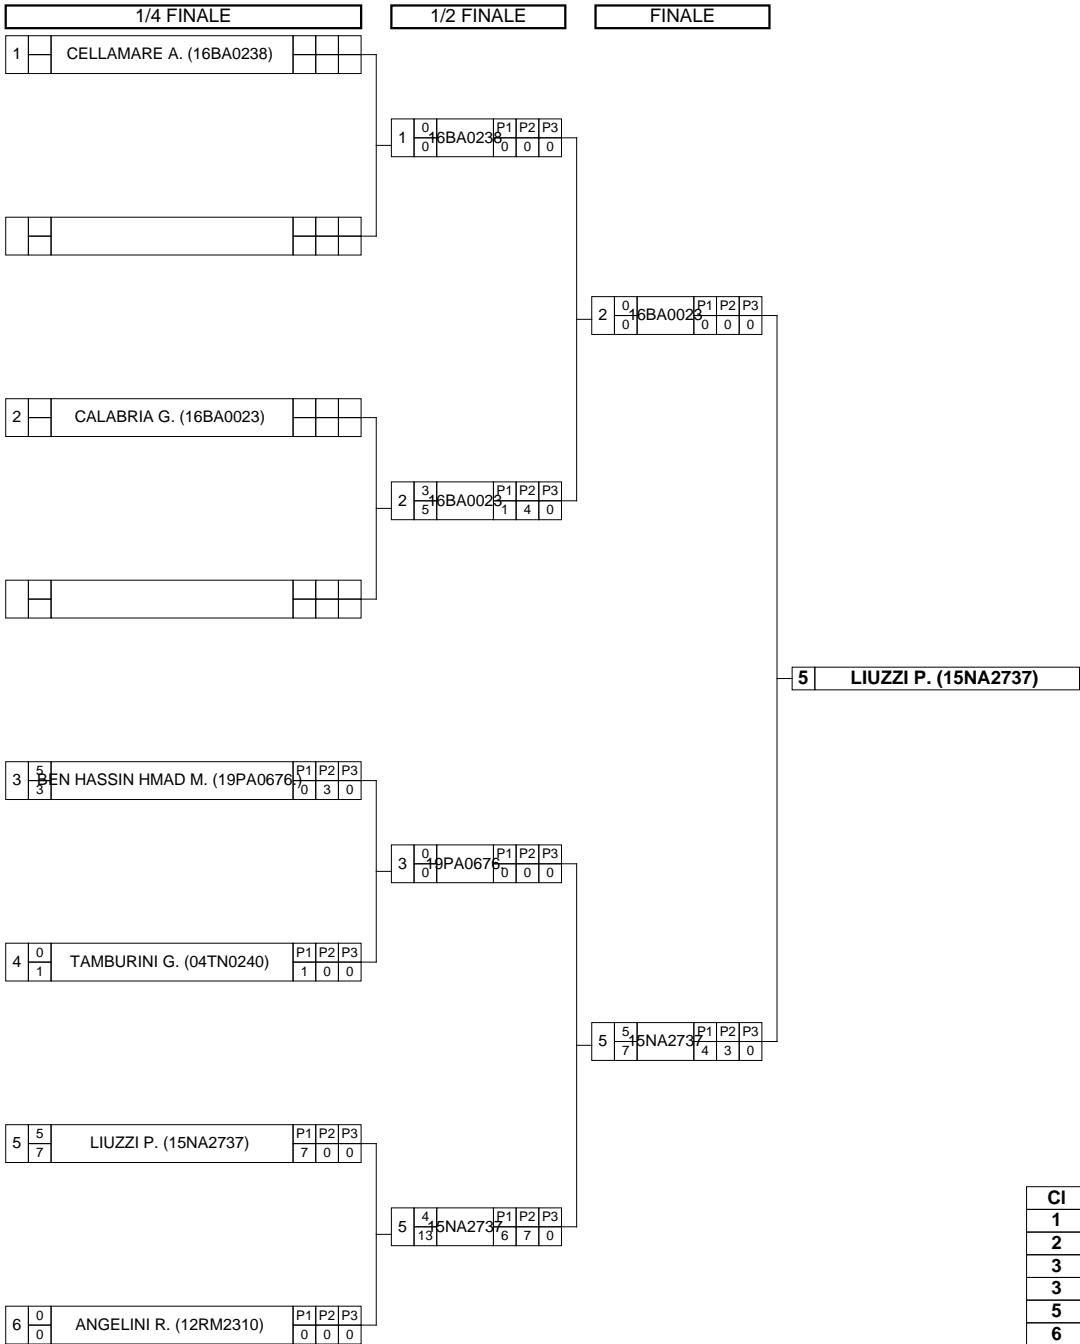 1/4 FINALE 1/2 FINALE FINALE
1 CELLAMARE A. (16BA0238)
1 0 0 16BA0238 P1 P2 P3
0 0 0
2 0 0 16BA0023 P1 P2 P3
0 0 0
2 CALABRIA G. (16BA0023)
2 3 5 16BA0023 P1 P2 P3
1 4 0
5 LIUZZI P. (15NA2737)
3 5 3 BEN HASSIN HMAD M. (19PA0676.) P1 P2 P3
0 3 0
3 0 0 19PA0676. P1 P2 P3
0 0 0
4 0 1 TAMBURINI G. (04TN0240) P1 P2 P3
1 0 0
5 5 7 15NA2737 P1 P2 P3
4 3 0
5 5 7 LIUZZI P. (15NA2737) P1 P2 P3
7 0 0
5 4 13 15NA2737 P1 P2 P3
6 7 0
6 0 0 ANGELINI R. (12RM2310) P1 P2 P3
0 0 0
Cl
1
2
3
3
5
6